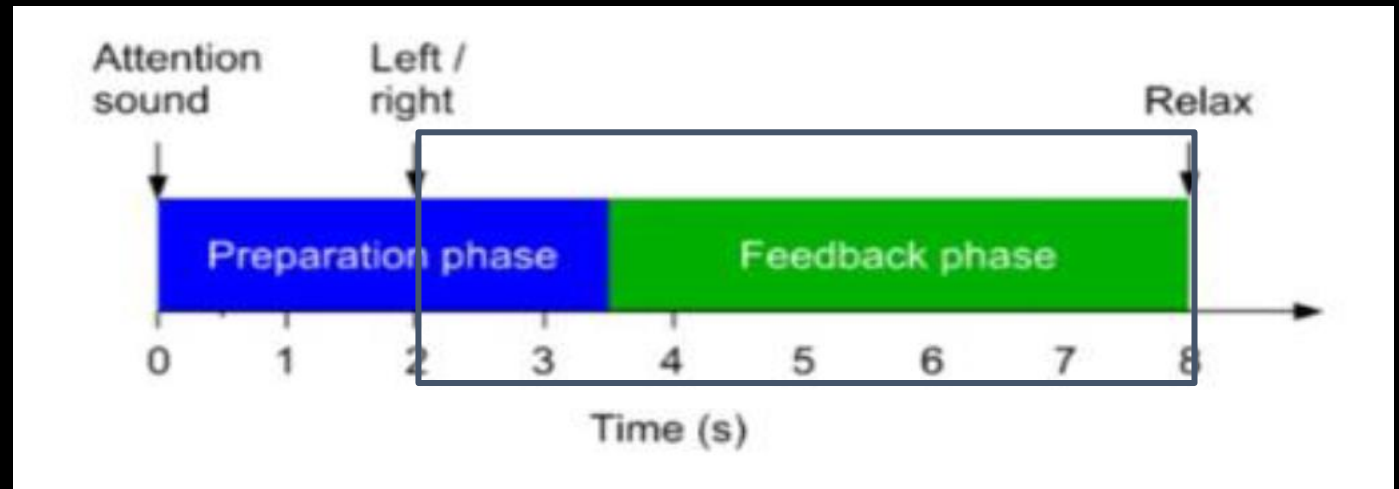 Attention
sound
Left /
right
Relax
Preparation phase
Feedback phase
0 1 2 3 4 5 6 7 8
Time (s)